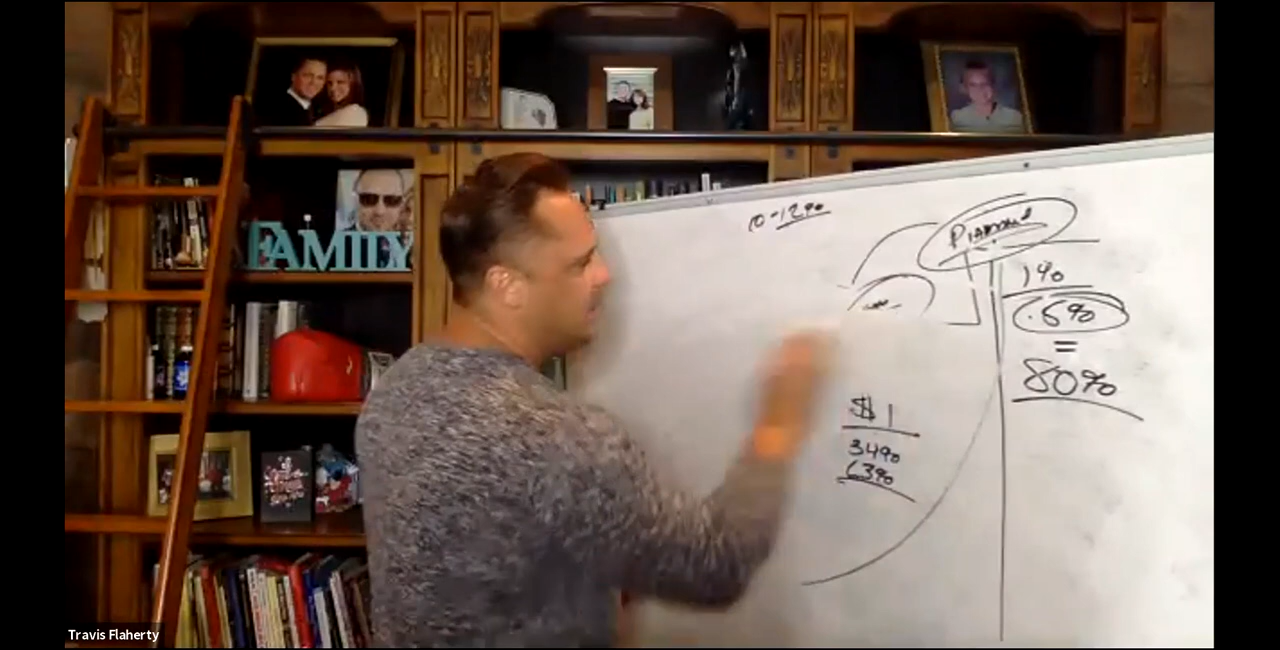 FAMILY
10-12%
Diamond
1%
.6%
=
80%
$1
34%
63%
Travis Flaherty